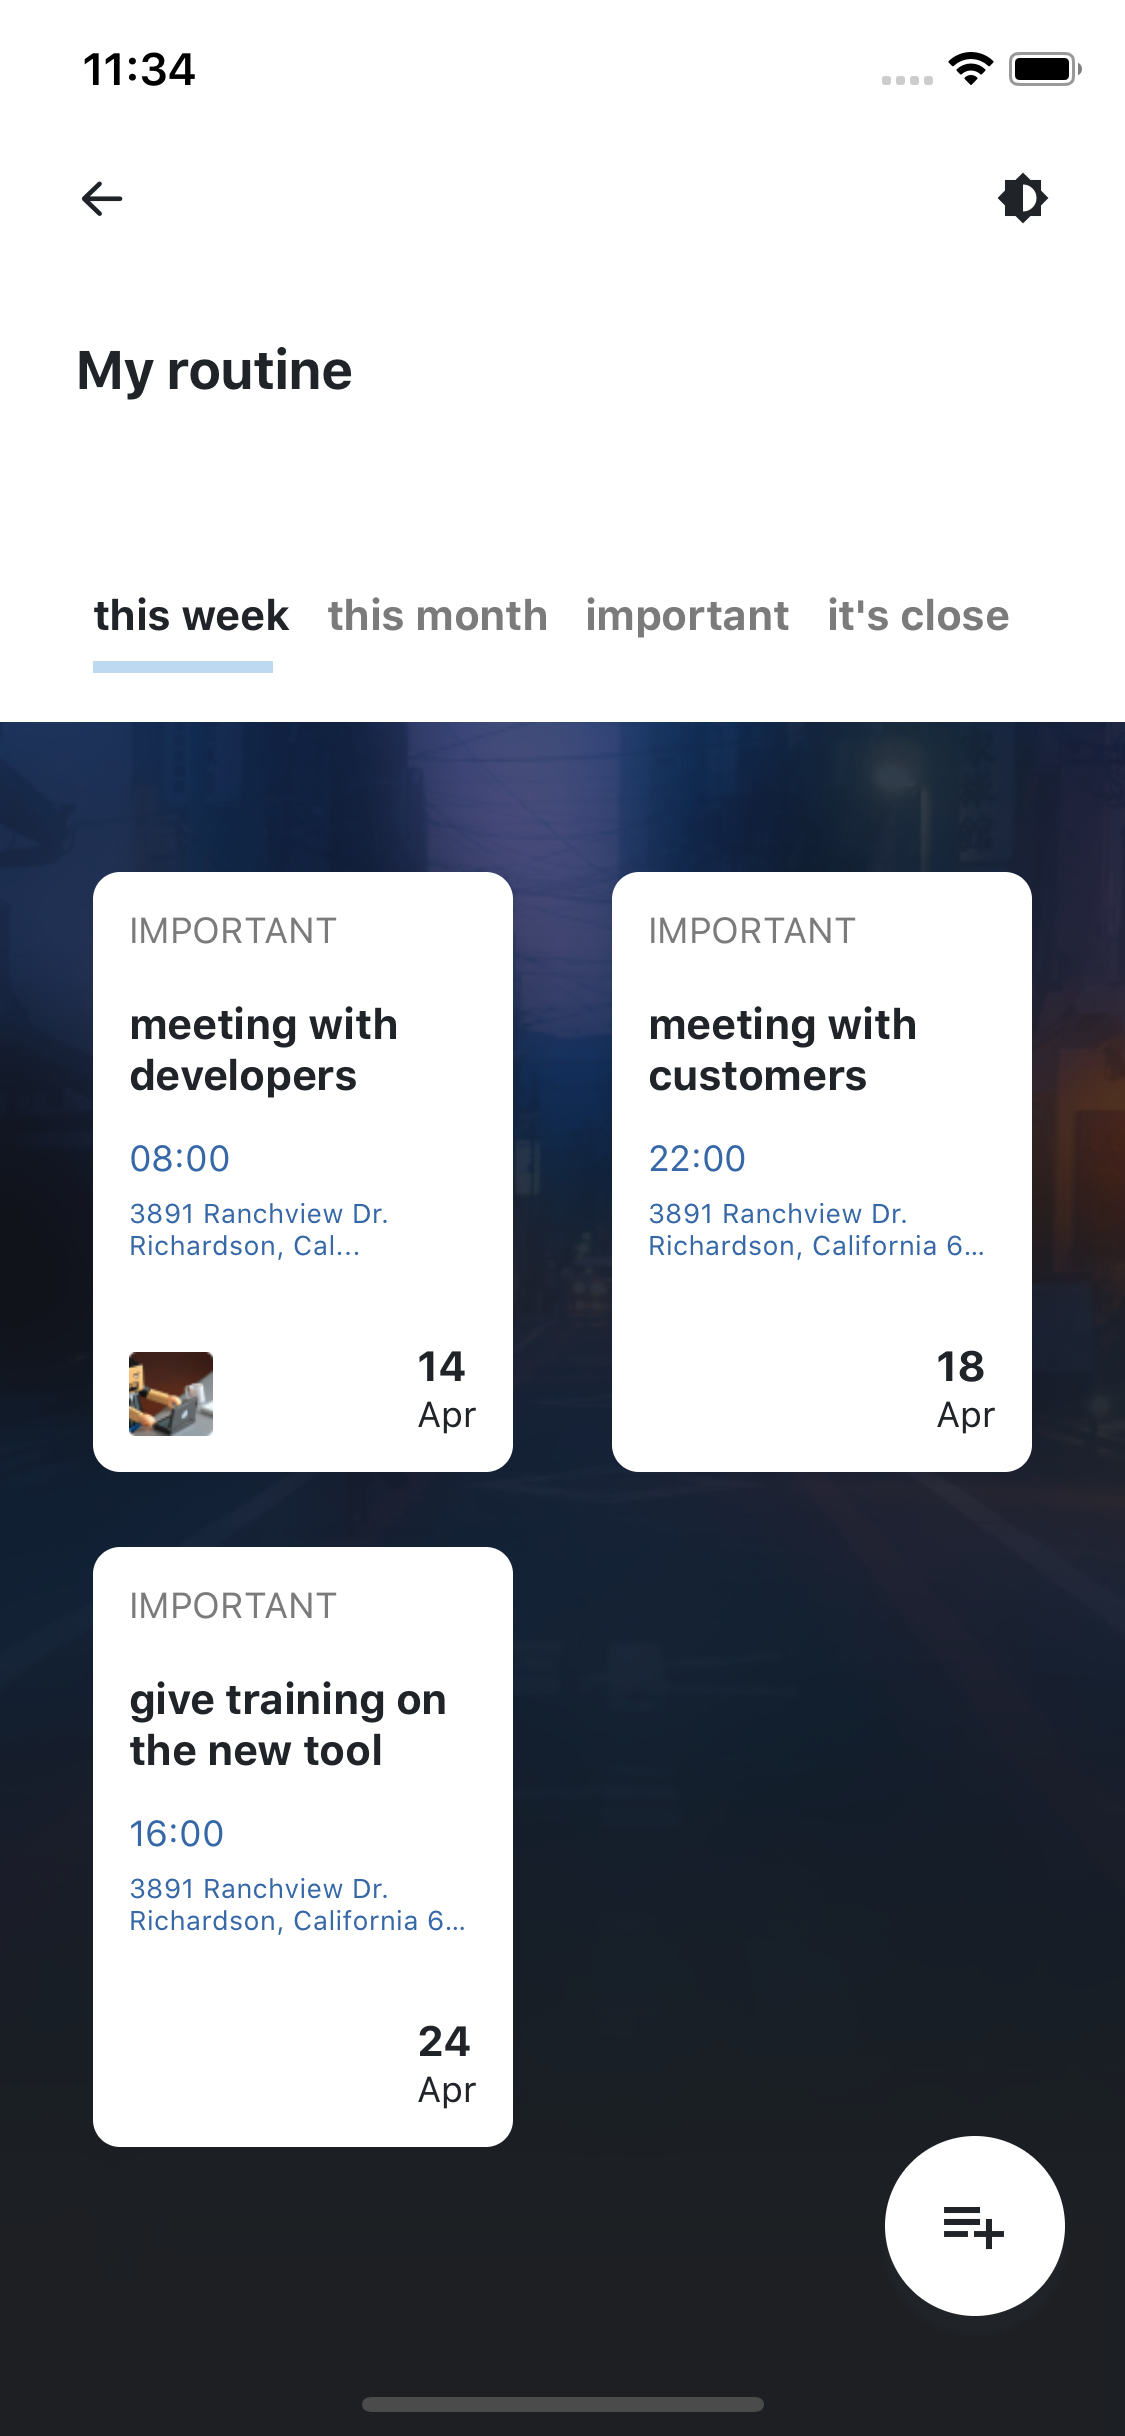 11:34
My routine
this week this month important it's close
IMPORTANT
meeting with
developers
08:00
3891 Ranchview Dr.
Richardson, Cal...
14
Apr
IMPORTANT
meeting with
customers
22:00
3891 Ranchview Dr.
Richardson, California 6...
18
Apr
IMPORTANT
give training on
the new tool
16:00
3891 Ranchview Dr.
Richardson, California 6...
24
Apr